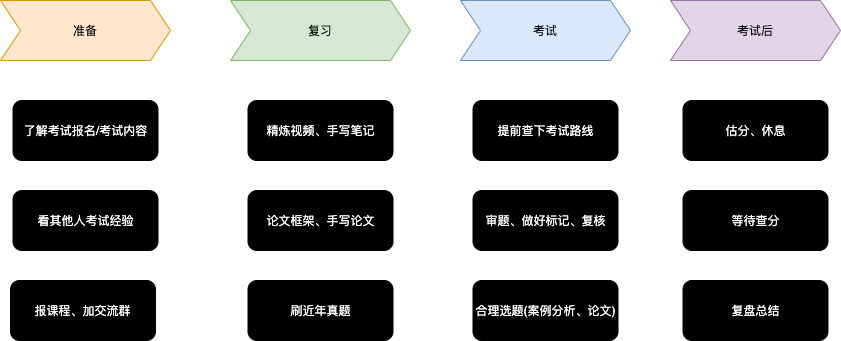 准备
复习
考试
考试后
了解考试报名/考试内容
精炼视频、手写笔记
提前查下考试路线
估分、休息
看其他人考试经验
论文框架、手写论文
审题、做好标记、复核
等待查分
报课程、加交流群
刷近年真题
合理选题(案例分析、论文)
复盘总结